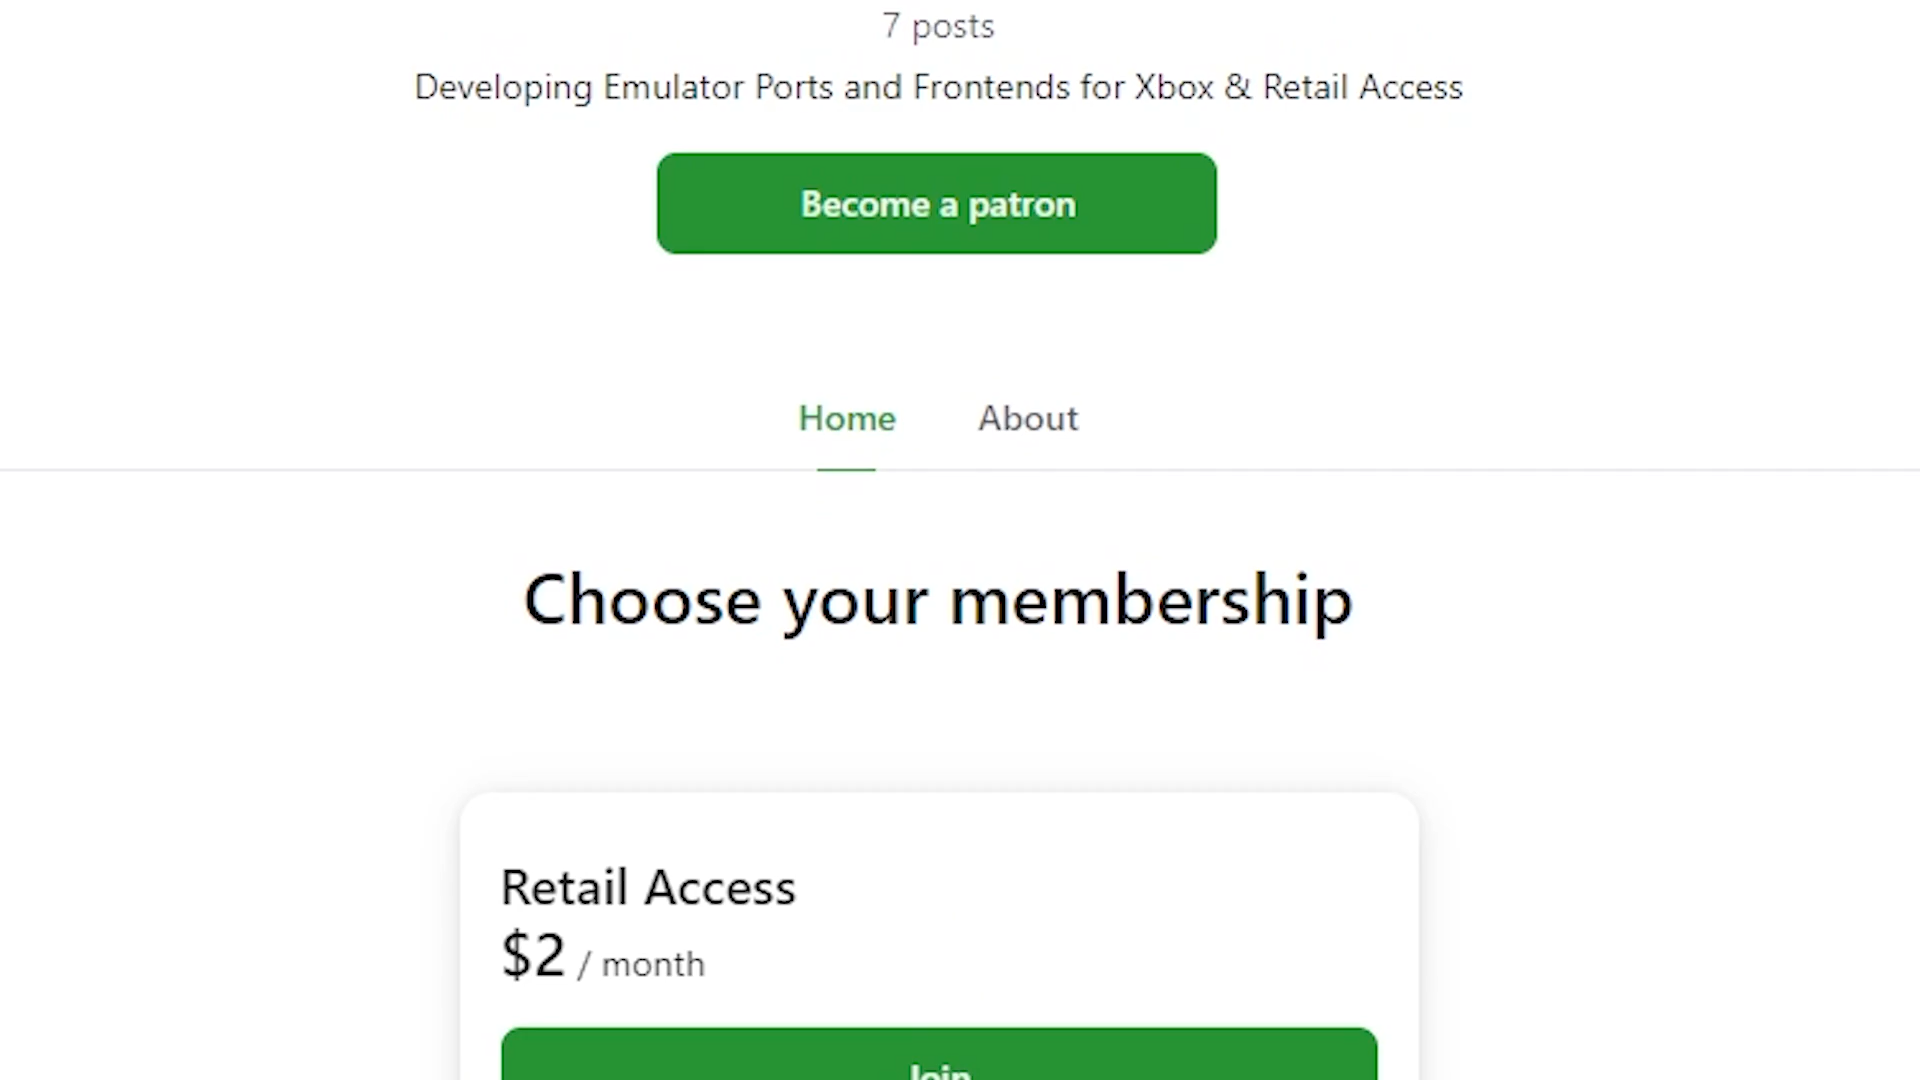 7 posts
Developing Emulator Ports and Frontends for Xbox & Retail Access
Become a patron
Home About
Choose your membership
Retail Access
$2 / month
Join